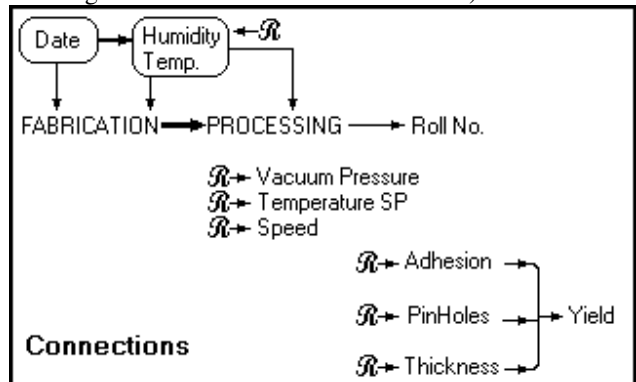 Date
Humidity
Temp.
ℛ
FABRICATION
PROCESSING
Roll No.
ℛ Vacuum Pressure
ℛ Temperature SP
ℛ Speed
ℛ Adhesion
ℛ PinHoles
Yield
Connections
ℛ Thickness